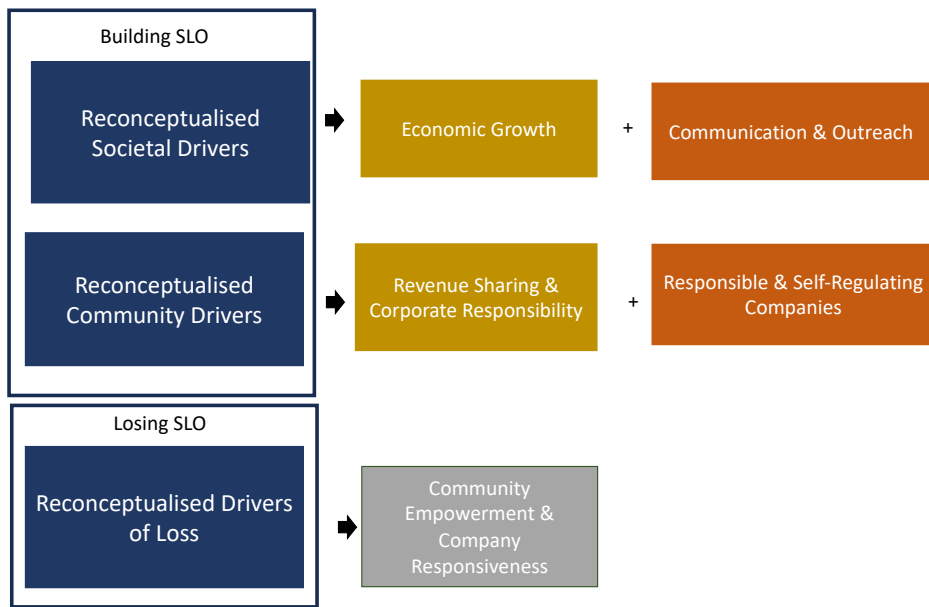 Building SLO
Reconceptualised
Societal Drivers
Economic Growth
+
Communication & Outreach
Reconceptualised
Community Drivers
Revenue Sharing &
Corporate Responsibility
+
Responsible & Self-Regulating
Companies
Losing SLO
Reconceptualised Drivers
of Loss
Community
Empowerment &
Company
Responsiveness